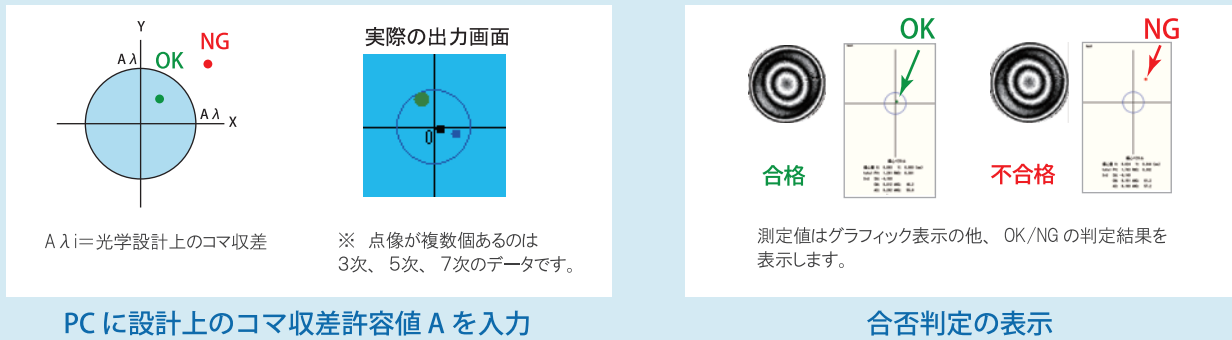 Y
NG
OK
Aλ
Aλ
X
Aλi=光学設計上のコマ収差
実際の出力画面
0
※ 点像が複数個あるのは
3次、5次、7次のデータです。
PCに設計上のコマ収差許容値Aを入力
OK
合格
NG
不合格
測定値はグラフィック表示の他、OK/NGの判定結果を
表示します。
合否判定の表示